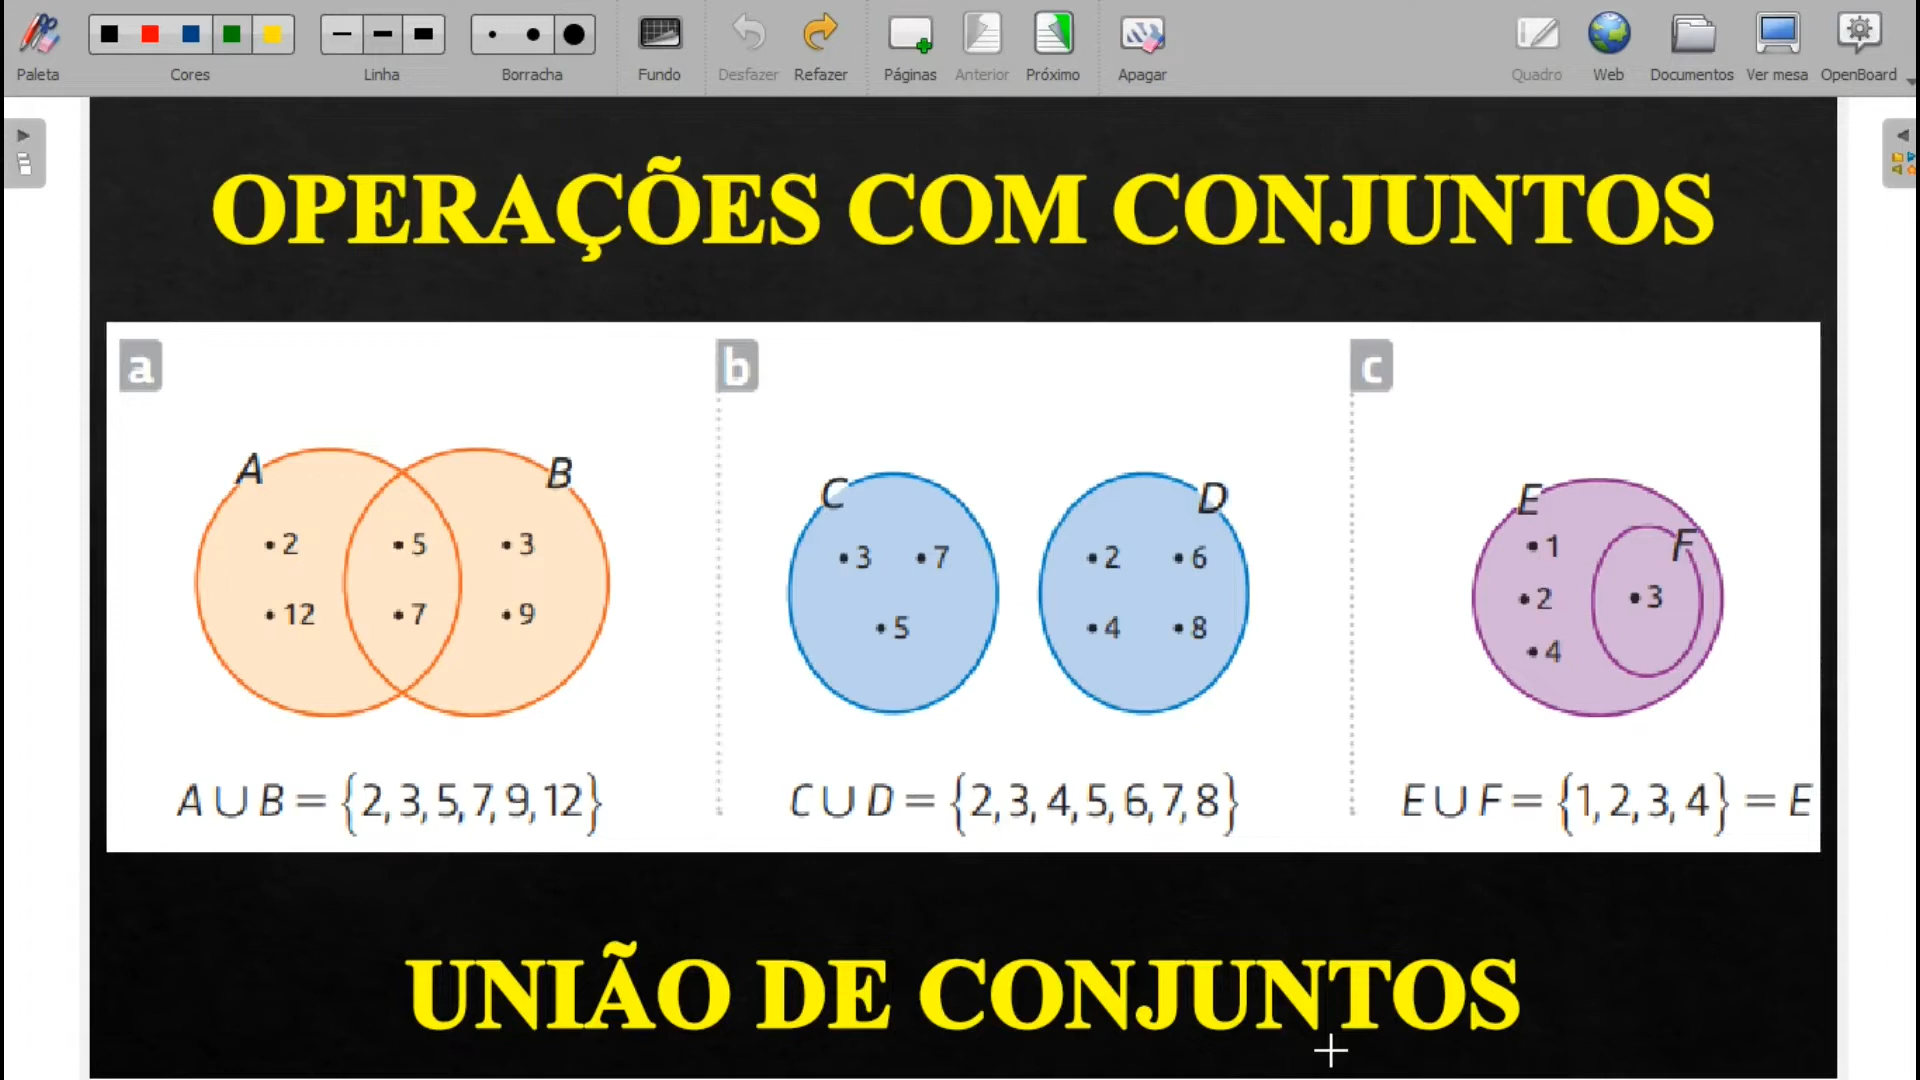 Paleta Cores Linha Borracha Fundo Desfazer Refazer Páginas Anterior Próximo Apagar Quadro Web Documentos Ver mesa OpenBoard
OPERAÇÕES COM CONJUNTOS
a
A B
• 2 • 5 • 3
• 12 • 7 • 9
A ∪ B = {2, 3, 5, 7, 9, 12}
b
C D
• 3 • 7 • 2 • 6
• 5 • 4 • 8
C ∪ D = {2, 3, 4, 5, 6, 7, 8}
c
E
F
• 1
• 2 • 3
• 4
E ∪ F = {1, 2, 3, 4} = E
UNIÃO DE CONJUNTOS